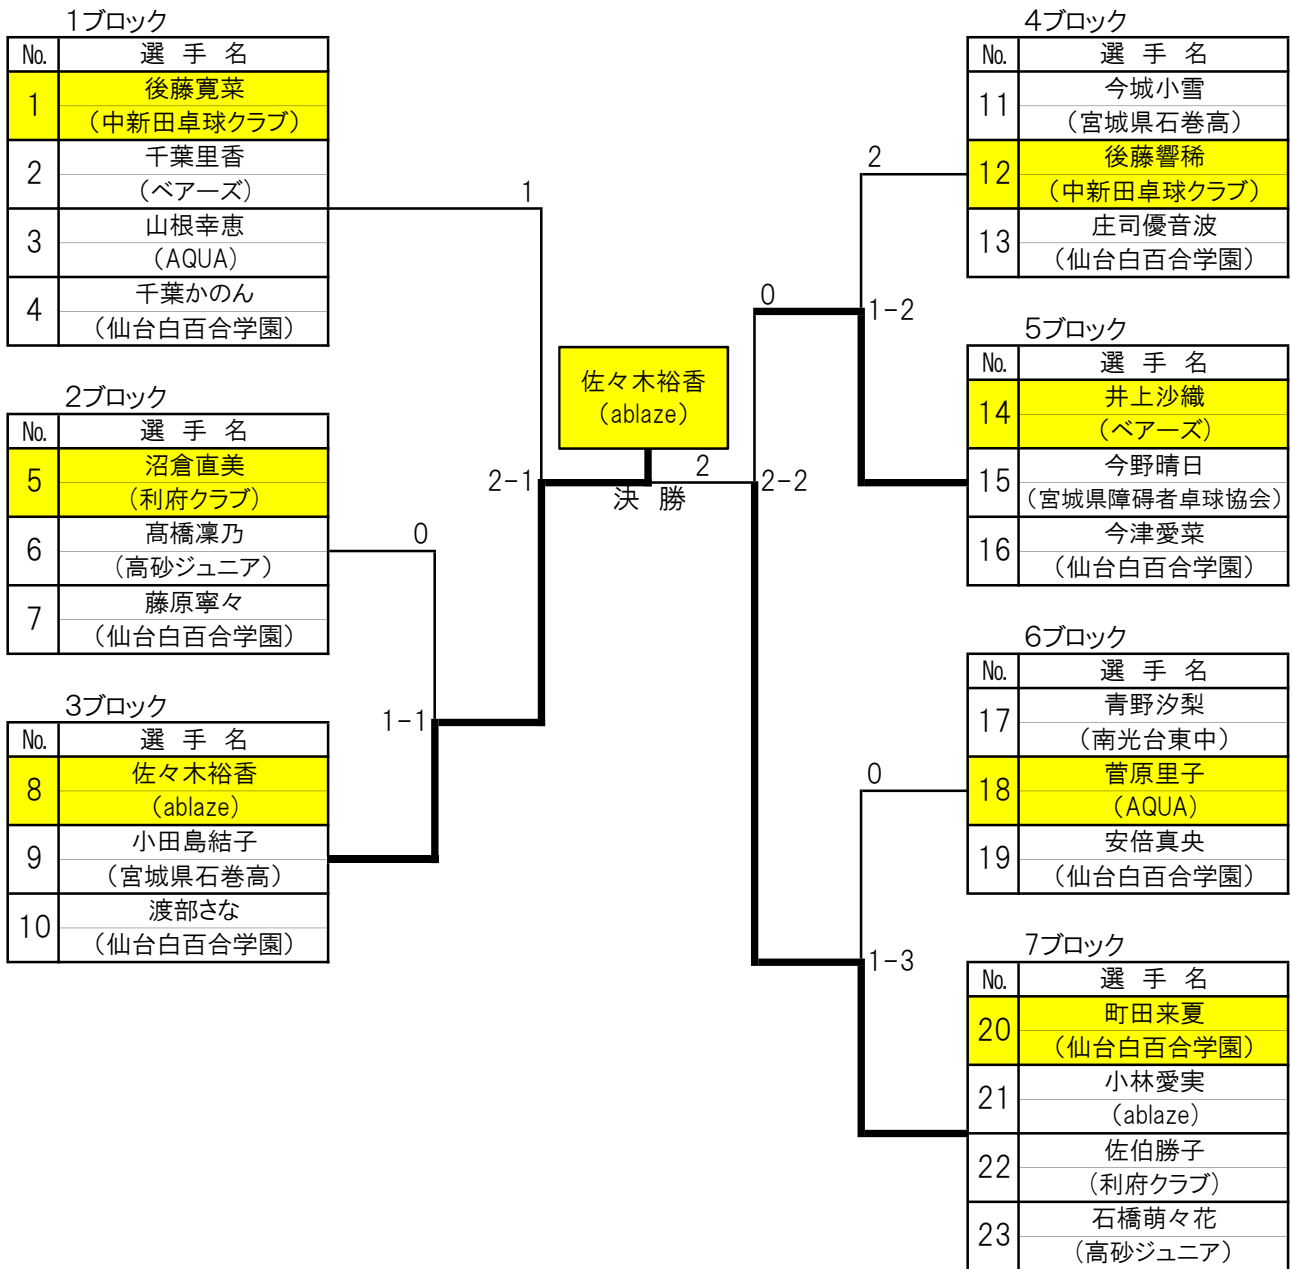 1ブロック
No. 選 手 名
1 後藤寛菜
（中新田卓球クラブ）
2 千葉里香
（ベアーズ）
3 山根幸恵
（AQUA）
4 千葉かのん
（仙台白百合学園）
2ブロック
No. 選 手 名
5 沼倉直美
（利府クラブ）
6 髙橋凜乃
（高砂ジュニア）
7 藤原寧々
（仙台白百合学園）
3ブロック
No. 選 手 名
8 佐々木裕香
（ablaze）
9 小田島結子
（宮城県石巻高）
10 渡部さな
（仙台白百合学園）
1
0
1-1
2-1
佐々木裕香
（ablaze）
決 勝
2
2-2
0
2
1-2
0
1-3
4ブロック
No. 選 手 名
11 今城小雪
（宮城県石巻高）
12 後藤響稀
（中新田卓球クラブ）
13 庄司優音波
（仙台白百合学園）
5ブロック
No. 選 手 名
14 井上沙織
（ベアーズ）
15 今野晴日
（宮城県障碍者卓球協会）
16 今津愛菜
（仙台白百合学園）
6ブロック
No. 選 手 名
17 青野汐梨
（南光台東中）
18 菅原里子
（AQUA）
19 安倍真央
（仙台白百合学園）
7ブロック
No. 選 手 名
20 町田来夏
（仙台白百合学園）
21 小林愛実
（ablaze）
22 佐伯勝子
（利府クラブ）
23 石橋萌々花
（高砂ジュニア）